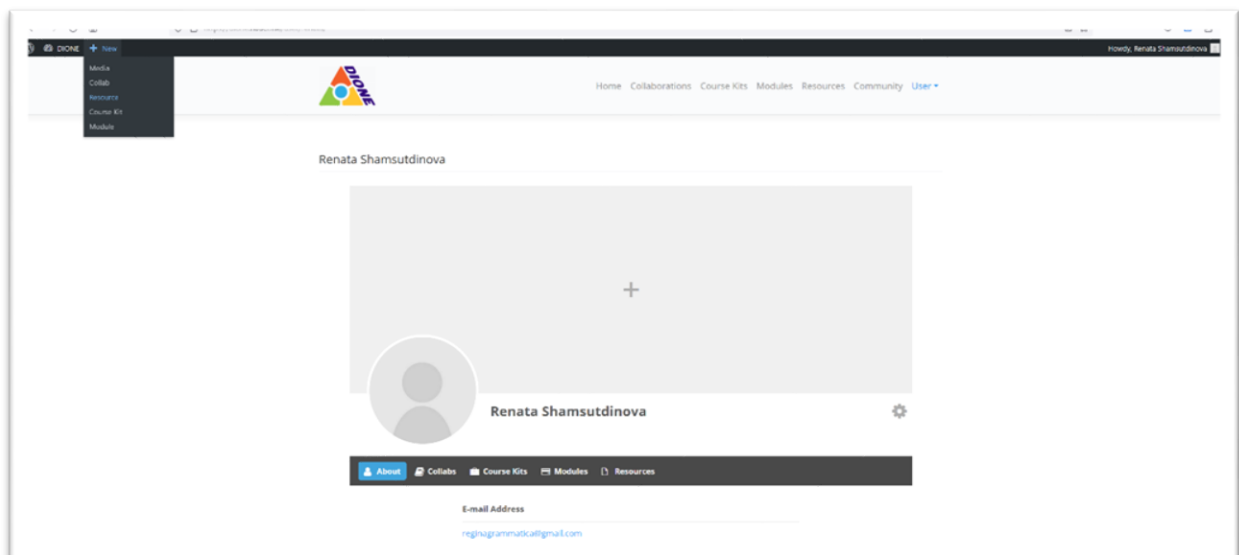 DIONE + New
Howdy, Renata Shamsutdinova
Media
Collab
Resource
Course Kit
Module
DIONE
Home Collaborations Course Kits Modules Resources Community User
Renata Shamsutdinova
Renata Shamsutdinova
About Collabs Course Kits Modules Resources
E-mail Address
reginagrammatica@gmail.com